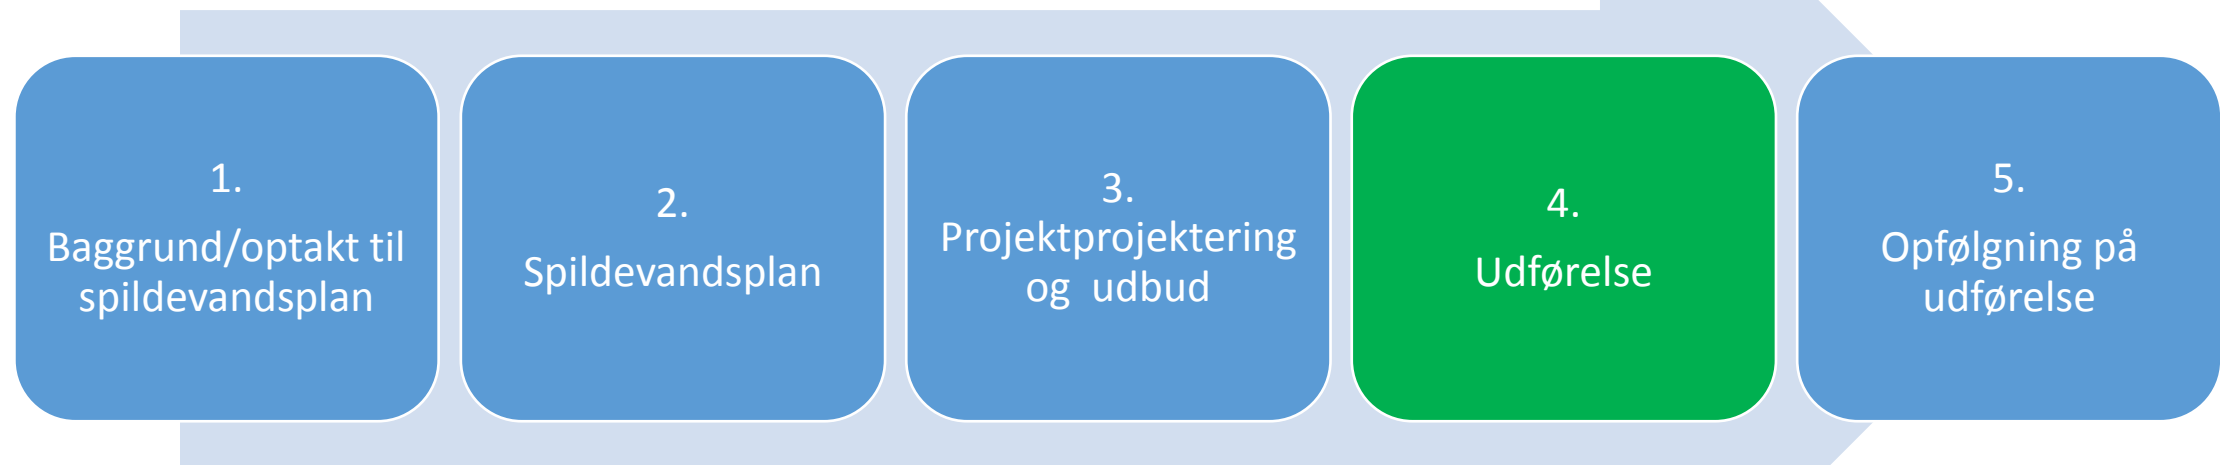 1.
Baggrund/optakt til
spildevandsplan
2.
Spildevandsplan
3.
Projektprojektering
og  udbud
4.
Udførelse
5.
Opfølgning på
udførelse